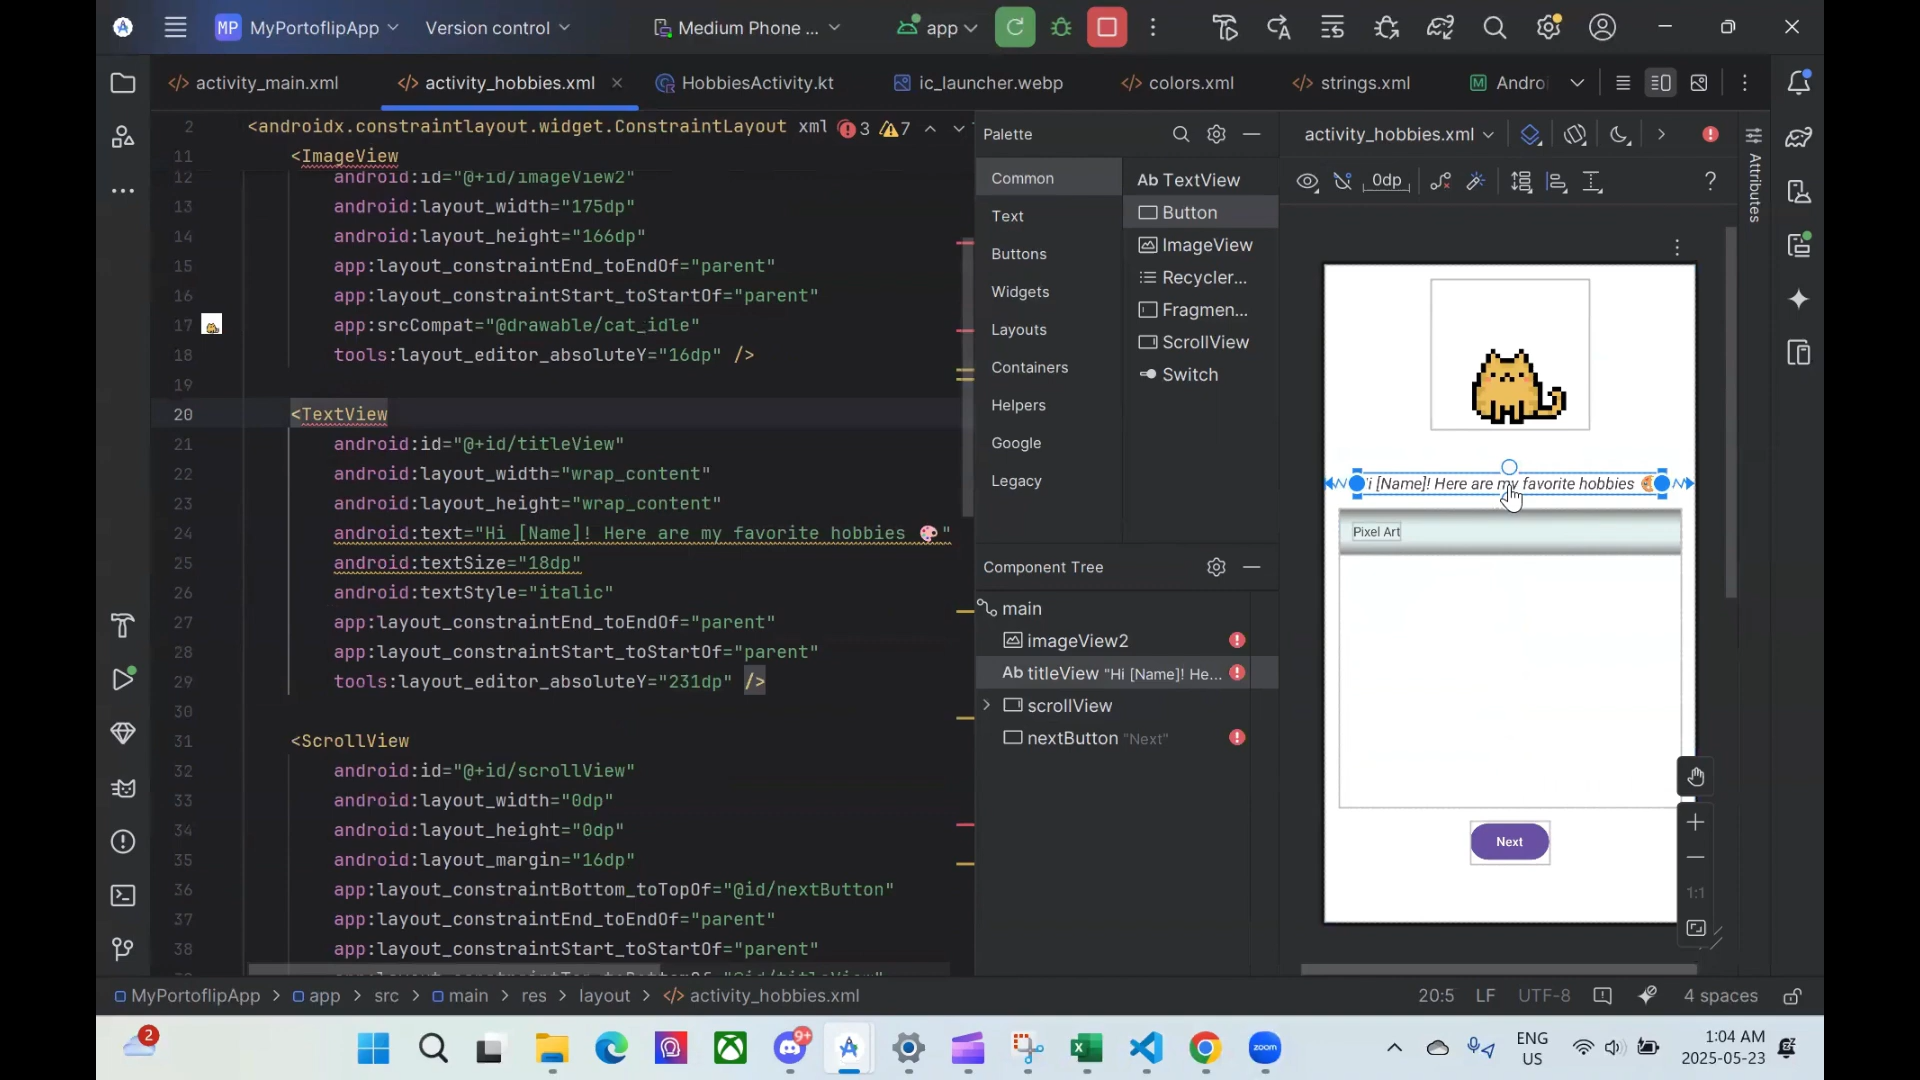 MP MyPortoflipApp Version control Medium Phone ... app
activity_main.xml activity_hobbies.xml HobbiesActivity.kt ic_launcher.webp colors.xml strings.xml M Androi
2 <androidx.constraintlayout.widget.ConstraintLayout xml 3 7
11 <ImageView
12 android:id="@+id/imageView2"
13 android:layout_width="175dp"
14 android:layout_height="166dp"
15 app:layout_constraintEnd_toEndOf="parent"
16 app:layout_constraintStart_toStartOf="parent"
17 app:srcCompat="@drawable/cat_idle"
18 tools:layout_editor_absoluteY="16dp" />
19
20 <TextView
21 android:id="@+id/titleView"
22 android:layout_width="wrap_content"
23 android:layout_height="wrap_content"
24 android:text="Hi [Name]! Here are my favorite hobbies 🎨"
25 android:textSize="18dp"
26 android:textStyle="italic"
27 app:layout_constraintEnd_toEndOf="parent"
28 app:layout_constraintStart_toStartOf="parent"
29 tools:layout_editor_absoluteY="231dp" />
30
31 <ScrollView
32 android:id="@+id/scrollView"
33 android:layout_width="0dp"
34 android:layout_height="0dp"
35 android:layout_margin="16dp"
36 app:layout_constraintBottom_toTopOf="@id/nextButton"
37 app:layout_constraintEnd_toEndOf="parent"
38 app:layout_constraintStart_toStartOf="parent"
Palette
Common
Text
Buttons
Widgets
Layouts
Containers
Helpers
Google
Legacy
Ab TextView
Button
ImageView
Recycler...
Fragmen...
ScrollView
Switch
Component Tree
main
imageView2
Ab titleView "Hi [Name]! He...
scrollView
nextButton "Next"
activity_hobbies.xml
0dp
?
Attributes
i [Name]! Here are my favorite hobbies 🎨
Pixel Art
Next
1:1
MyPortoflipApp > app > src > main > res > layout > activity_hobbies.xml
20:5 LF UTF-8 4 spaces
2
9+
zoom
ENG
US
1:04 AM
2025-05-23